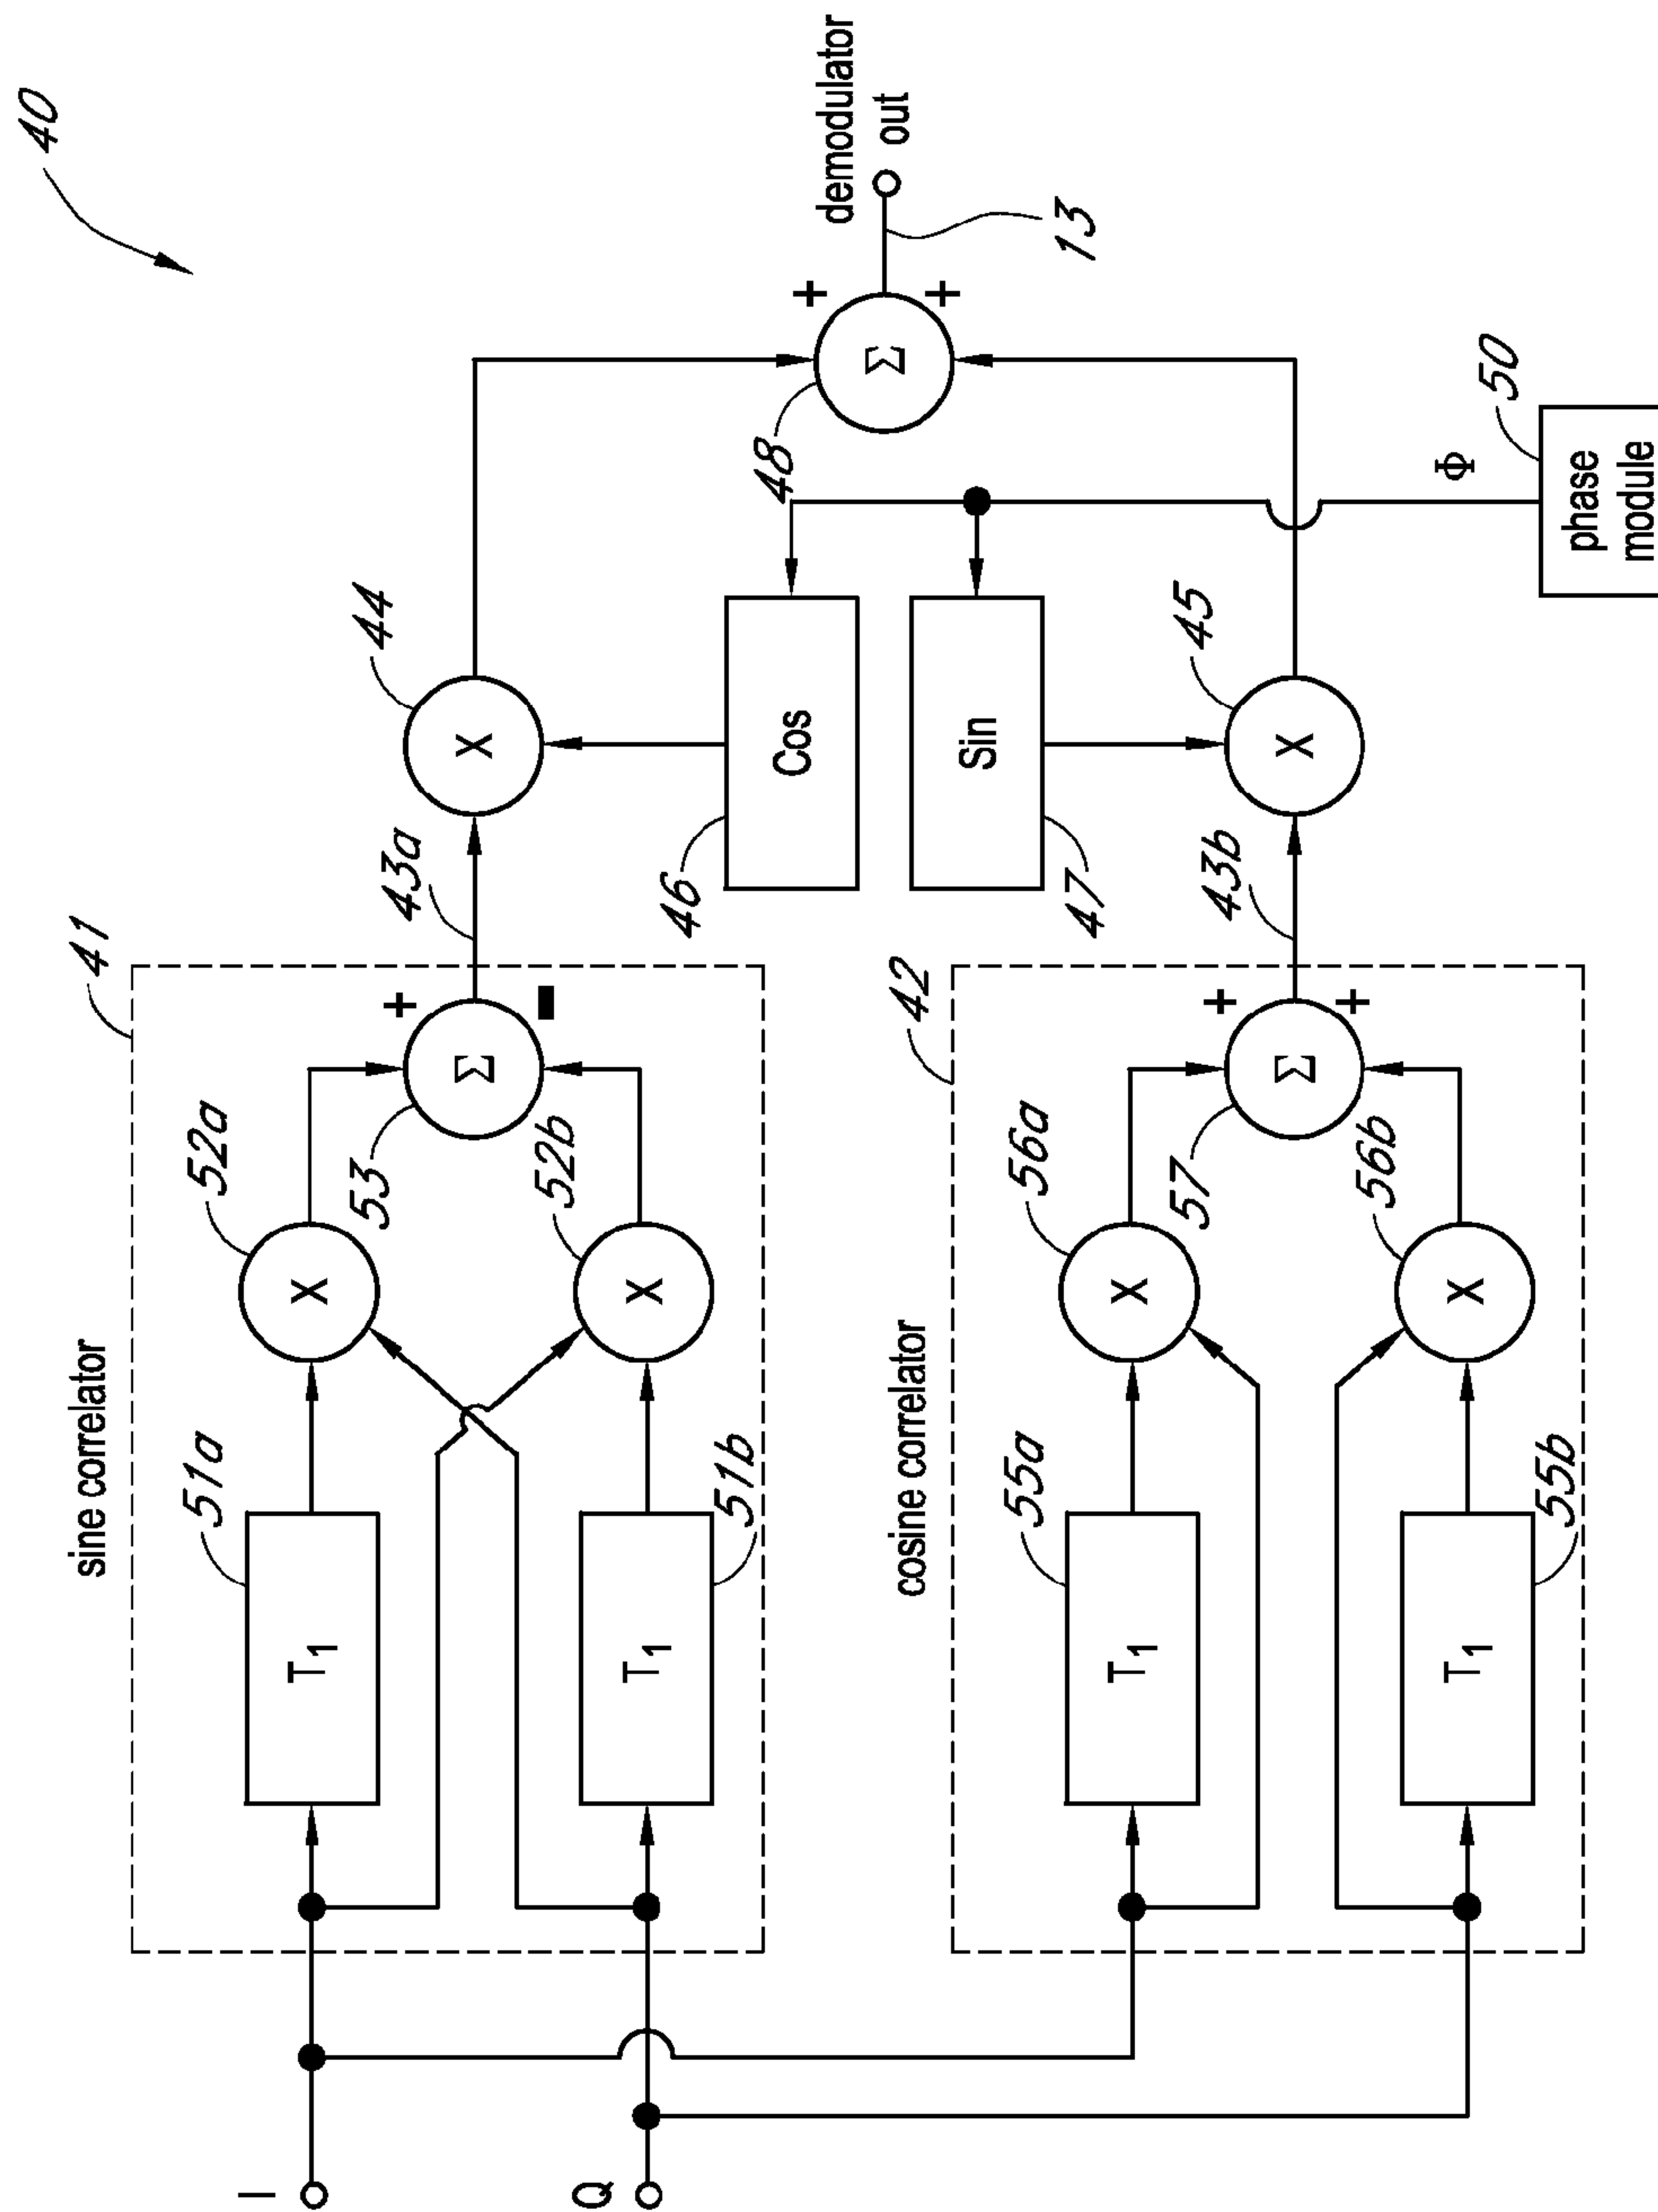 40
sine correlator
41
I
51a
T1
52a
X
53
Σ
+
-
43a
44
X
48
Σ
+
+
demodulator
out
13
Q
51b
T1
52b
X
46
Cos
47
Sin
Φ
50
phase
module
cosine correlator
42
55a
T1
56a
X
57
Σ
+
+
43b
45
X
55b
T1
56b
X